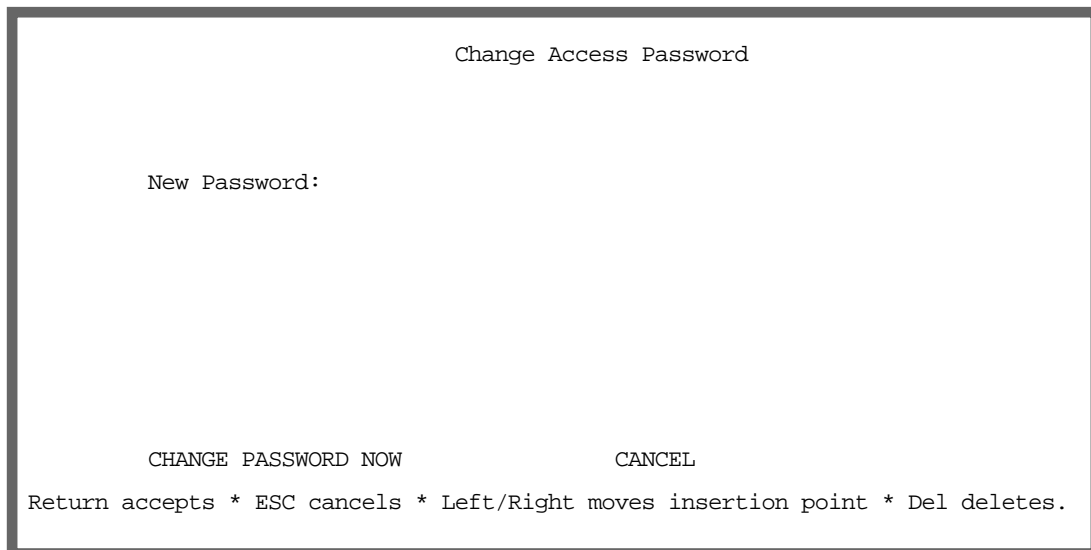 Change Access Password
New Password:
CHANGE PASSWORD NOW CANCEL
Return accepts * ESC cancels * Left/Right moves insertion point * Del deletes.